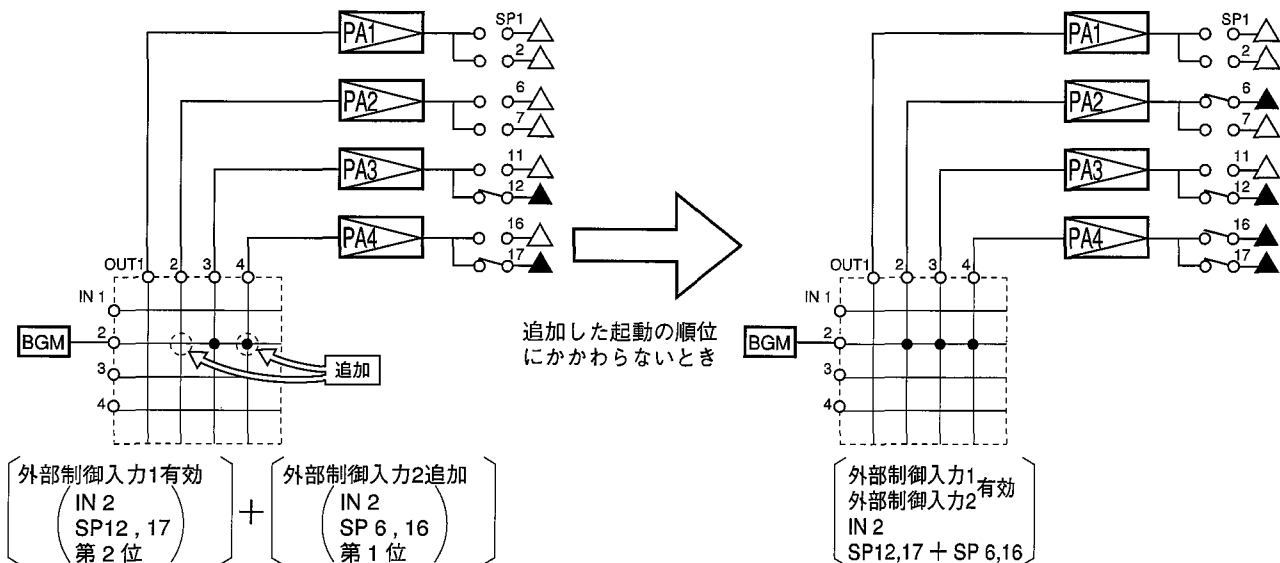 PA1
SP1
2
PA2
6
7
PA3
11
12
PA4
16
17
OUT1 2 3 4
IN 1
BGM 2
3
4
追加
外部制御入力1有効
IN 2
SP12 , 17
第 2 位
+
外部制御入力2追加
IN 2
SP 6 , 16
第 1 位
追加した起動の順位
にかかわらないとき
PA1
SP1
2
PA2
6
7
PA3
11
12
PA4
16
17
OUT1 2 3 4
IN 1
BGM 2
3
4
外部制御入力1
外部制御入力2有効
IN 2
SP12,17 + SP 6,16